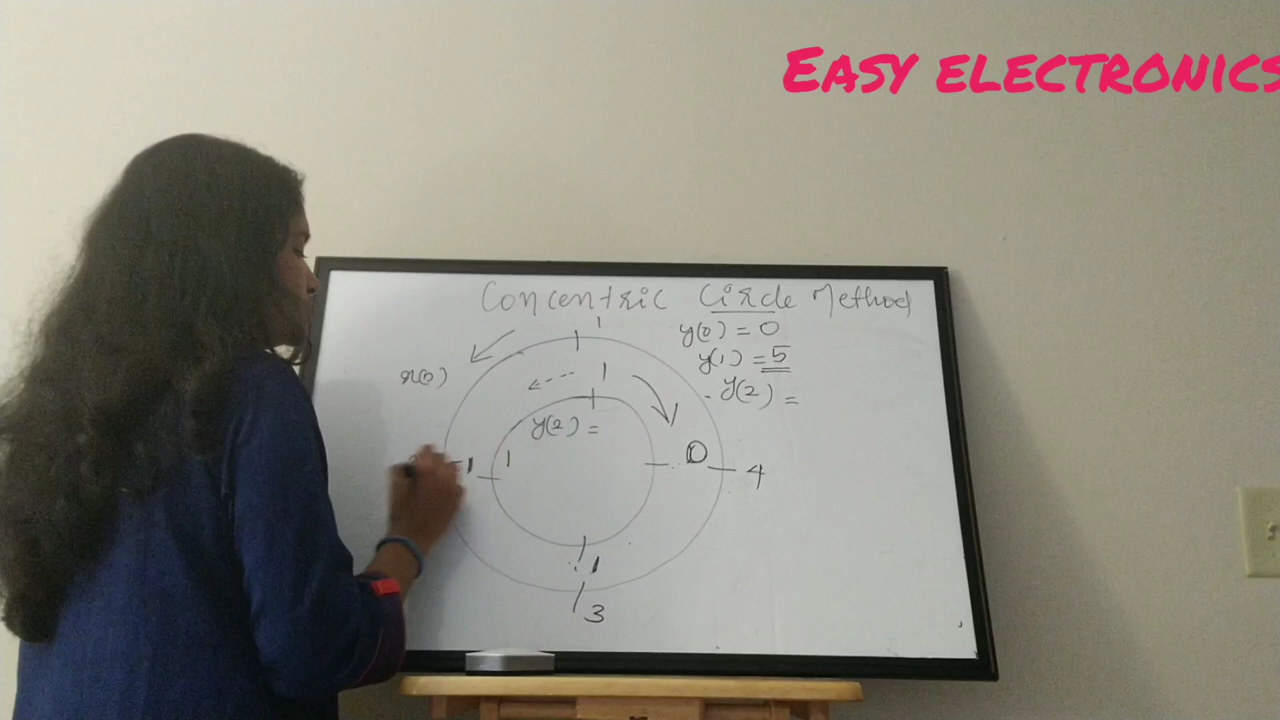 EASY ELECTRONICS
Concentric Circle Method
1
y(0) = 0
y(1) = 5
x(0)
1
y(2) =
y(2) =
-1
1
0
4
1
3